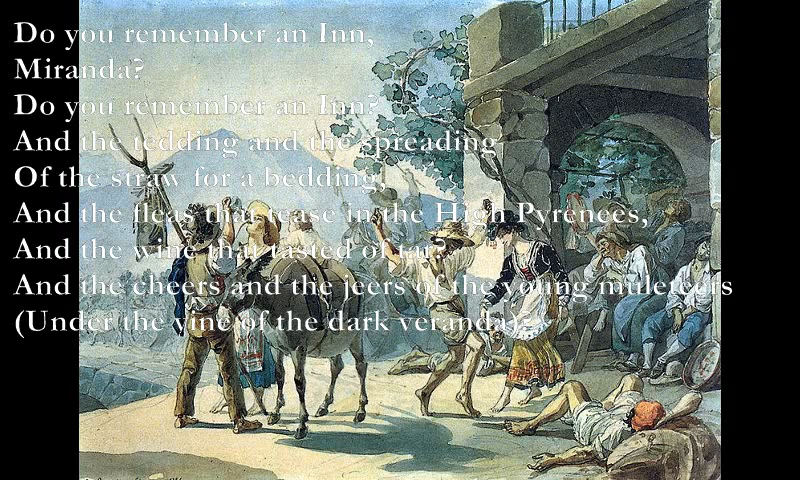 Do you remember an Inn,
Miranda?
Do you remember an Inn?
And the tedding and the spreading
Of the straw for a bedding,
And the fleas that tease in the High Pyrenees,
And the wine that tasted of tar?
And the cheers and the jeers of the young muleteers
(Under the vine of the dark veranda)?